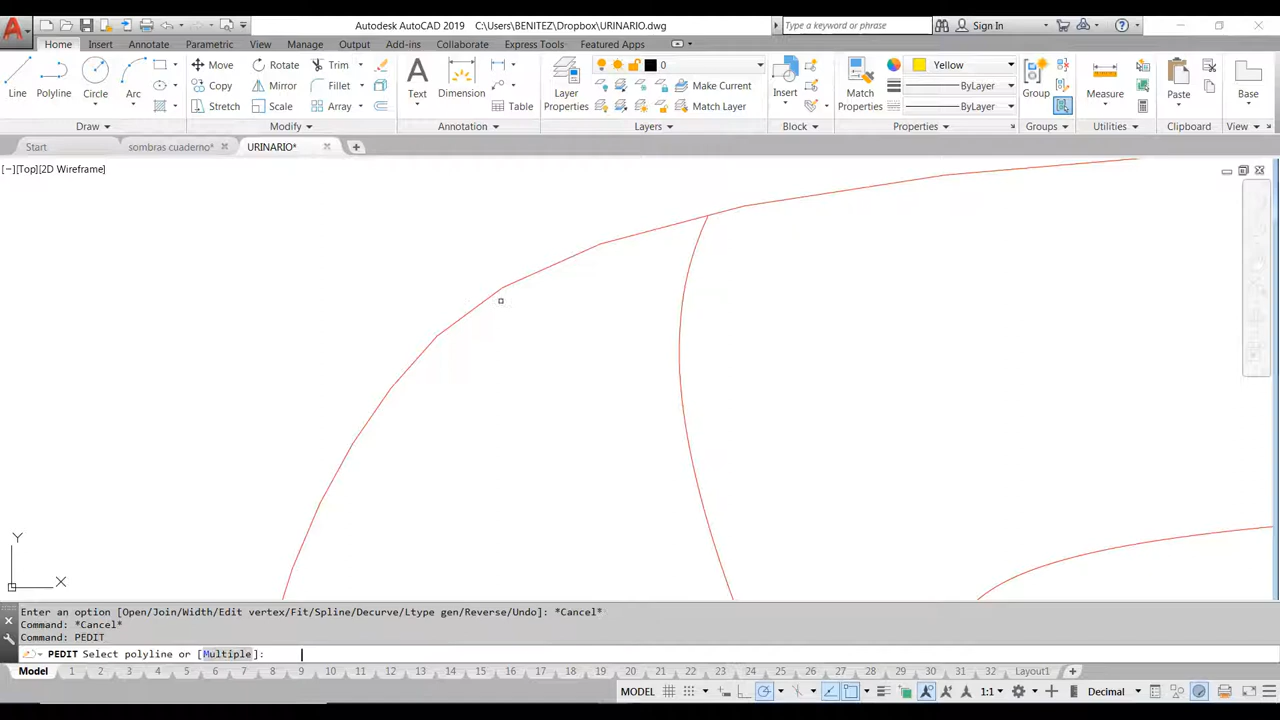 Autodesk AutoCAD 2019 C:\Users\BENITEZ\Dropbox\URINARIO.dwg Type a keyword or phrase Sign In
Home Insert Annotate Parametric View Manage Output Add-ins Collaborate Express Tools Featured Apps
Move Rotate Trim 0 Make Current Yellow
Line Polyline Circle Arc Copy Mirror Fillet Text Dimension Layer Properties Insert Match Properties ByLayer Group Measure Paste Base
Stretch Scale Array Table Match Layer ByLayer
Draw Modify Annotation Layers Block Properties Groups Utilities Clipboard View
Start sombras cuaderno* URINARIO*
[−][Top][2D Wireframe]
Y
X
Enter an option [Open/Join/Width/Edit vertex/Fit/Spline/Decurve/Ltype gen/Reverse/Undo]: *Cancel*
Command: *Cancel*
Command: PEDIT
PEDIT Select polyline or [Multiple]:
Model 1 2 3 4 5 6 7 8 9 10 11 12 13 14 15 16 17 18 19 20 21 22 23 24 25 26 27 28 29 30 31 32 Layout1
MODEL 1:1 Decimal